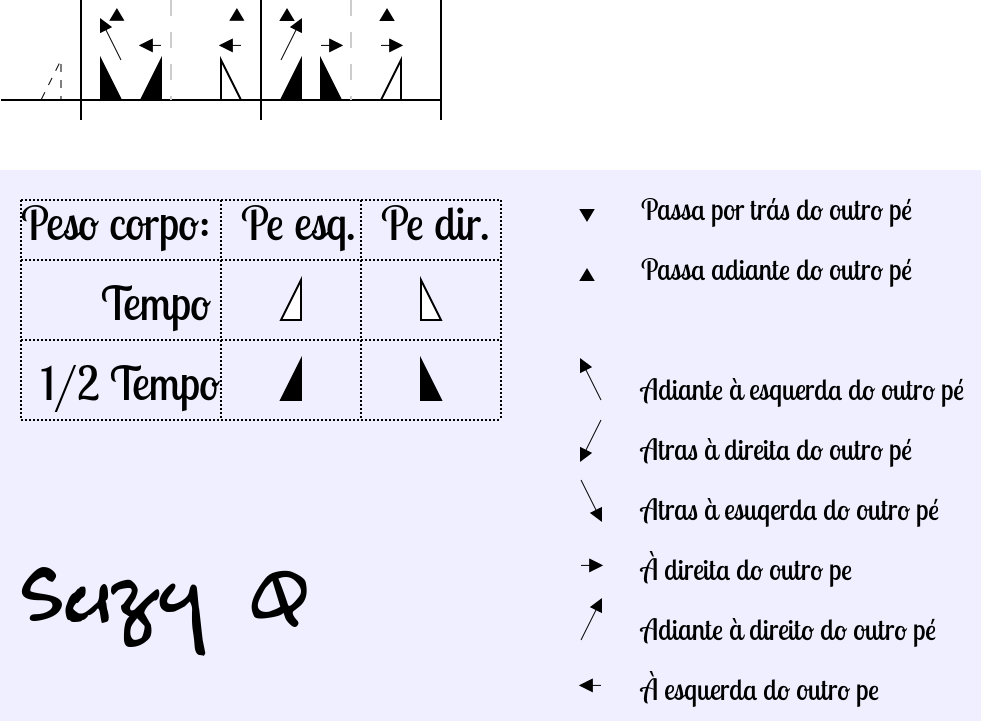 Peso corpo: Pe esq. Pe dir.
Tempo
1/2 Tempo
Suzy Q
Passa por trás do outro pé
Passa adiante do outro pé
Adiante à esquerda do outro pé
Atras à direita do outro pé
Atras à esuqerda do outro pé
À direita do outro pe
Adiante à direito do outro pé
À esquerda do outro pe